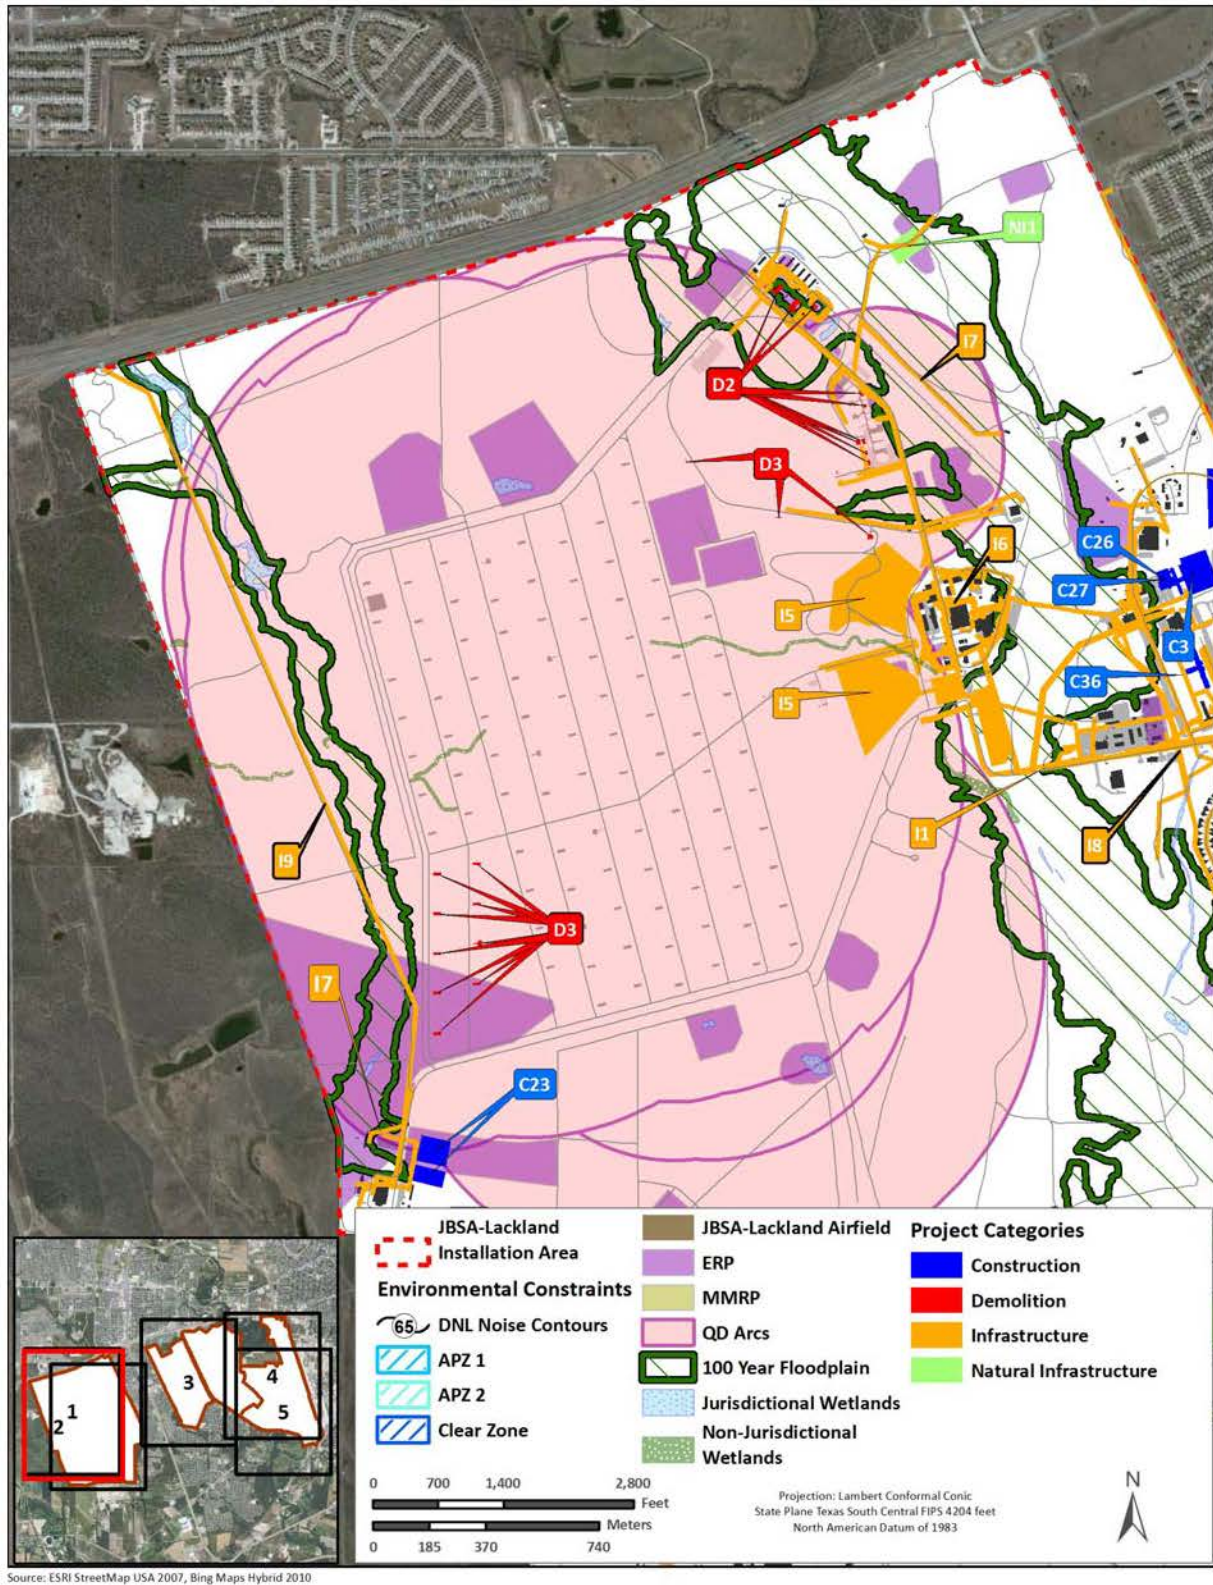 NI1
I7
D2
D3
I6
C26
C27
I5
C3
C36
I5
I1
I8
I9
D3
I7
C23
JBSA-Lackland
Installation Area
Environmental Constraints
65 DNL Noise Contours
APZ 1
APZ 2
Clear Zone
JBSA-Lackland Airfield
ERP
MMRP
QD Arcs
100 Year Floodplain
Jurisdictional Wetlands
Non-Jurisdictional
Wetlands
Project Categories
Construction
Demolition
Infrastructure
Natural Infrastructure
1
2
3
4
5
0 700 1,400 2,800
Feet
Meters
0 185 370 740
Projection: Lambert Conformal Conic
State Plane Texas South Central FIPS 4204 feet
North American Datum of 1983
N
Source: ESRI StreetMap USA 2007, Bing Maps Hybrid 2010